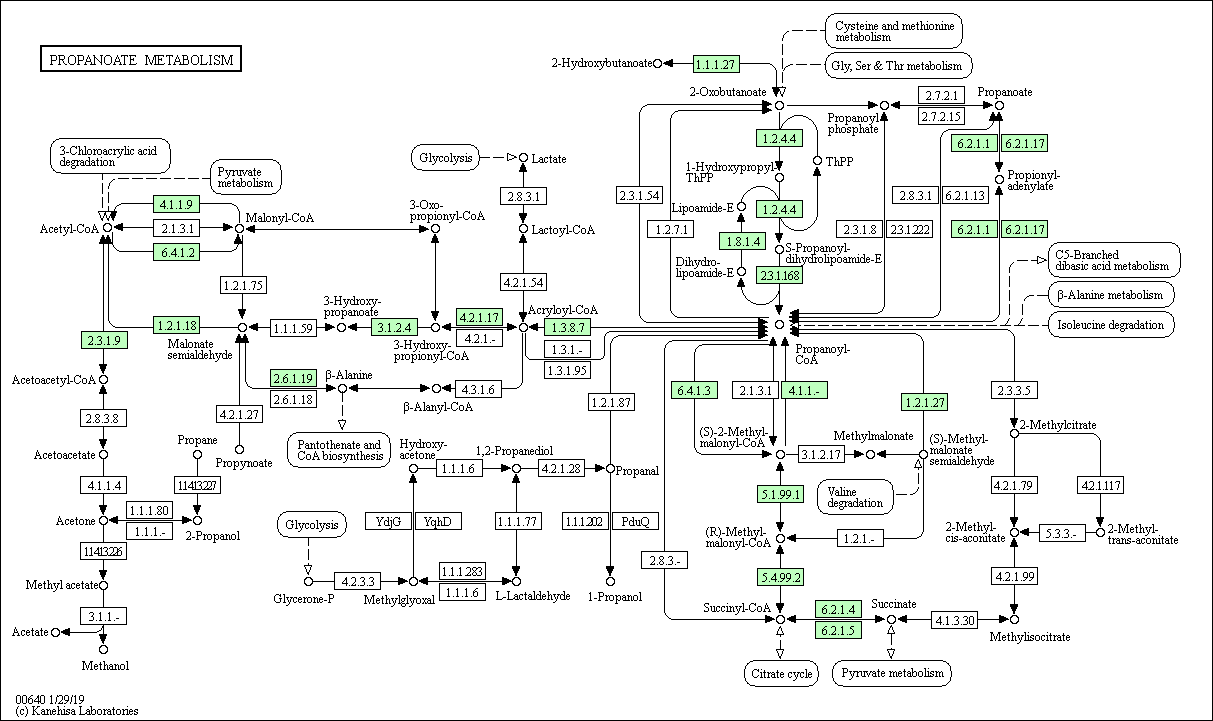 PROPANOATE METABOLISM
Cysteine and methionine
metabolism
Gly, Ser & Thr metabolism
2-Hydroxybutanoate
1.1.1.27
2-Oxobutanoate
2.7.2.1
2.7.2.15
Propanoyl
phosphate
Propanoate
1.2.4.4
ThPP
1-Hydroxypropyl-
ThPP
6.2.1.1
6.2.1.17
Propionyl-
adenylate
3-Chloroacrylic acid
degradation
Pyruvate
metabolism
Glycolysis
Lactate
2.8.3.1
2.3.1.54
1.2.7.1
Lipoamide-E
1.2.4.4
1.8.1.4
S-Propanoyl-
dihydrolipoamide-E
Dihydro-
lipoamide-E
2.3.1.168
2.3.1.8
2.3.1.222
2.8.3.1
6.2.1.13
6.2.1.1
6.2.1.17
4.1.1.9
Acetyl-CoA
2.1.3.1
Malonyl-CoA
6.4.1.2
3-Oxo-
propionyl-CoA
Lactoyl-CoA
C5-Branched
dibasic acid metabolism
β-Alanine metabolism
Isoleucine degradation
1.2.1.75
4.2.1.54
3-Hydroxy-
propanoate
Acryloyl-CoA
1.2.1.18
Malonate
semialdehyde
1.1.1.59
3.1.2.4
3-Hydroxy-
propionyl-CoA
4.2.1.17
4.2.1.-
1.3.8.7
1.3.1.-
1.3.1.95
Propanoyl-
CoA
2.3.1.9
Acetoacetyl-CoA
2.6.1.19
2.6.1.18
β-Alanine
4.3.1.6
β-Alanyl-CoA
1.2.1.87
6.4.1.3
2.1.3.1
4.1.1.-
1.2.1.27
2.3.3.5
2.8.3.8
4.2.1.27
Propynoate
Pantothenate and
CoA biosynthesis
Acetoacetate
Propane
Hydroxy-
acetone
1,2-Propanediol
1.1.1.6
4.2.1.28
Propanal
(S)-2-Methyl-
malonyl-CoA
3.1.2.17
Methylmalonate
(S)-Methyl-
malonate
semialdehyde
2-Methylcitrate
4.1.1.4
1.14.13.227
Valine
degradation
5.1.99.1
4.2.1.79
4.2.1.117
Acetone
1.1.1.80
1.1.1.-
2-Propanol
Glycolysis
YdjG
YqhD
1.1.1.77
1.1.1.202
PduQ
(R)-Methyl-
malonyl-CoA
1.2.1.-
2-Methyl-
cis-aconitate
5.3.3.-
2-Methyl-
trans-aconitate
1.14.13.226
2.8.3.-
Methyl acetate
Glycerone-P
4.2.3.3
Methylglyoxal
1.1.1.283
1.1.1.6
L-Lactaldehyde
1-Propanol
5.4.99.2
4.2.1.99
3.1.1.-
Acetate
Methanol
Succinyl-CoA
6.2.1.4
6.2.1.5
Succinate
4.1.3.30
Methylisocitrate
Citrate cycle
Pyruvate metabolism
00640 1/29/19
(c) Kanehisa Laboratories